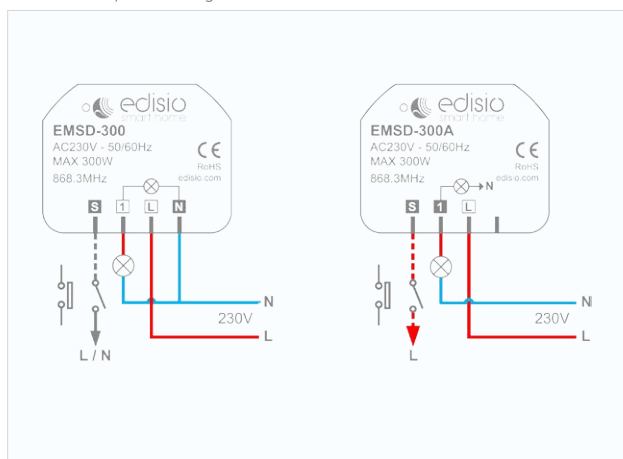 edisio
smart home
EMSD-300
AC230V - 50/60Hz
MAX 300W
868.3MHz
CE
RoHS
edisio.com
S 1 L N
N
230V
L
L / N
edisio
smart home
EMSD-300A
AC230V - 50/60Hz
MAX 300W
868.3MHz
CE
RoHS
edisio.com
N
S 1 L
N
230V
L
L